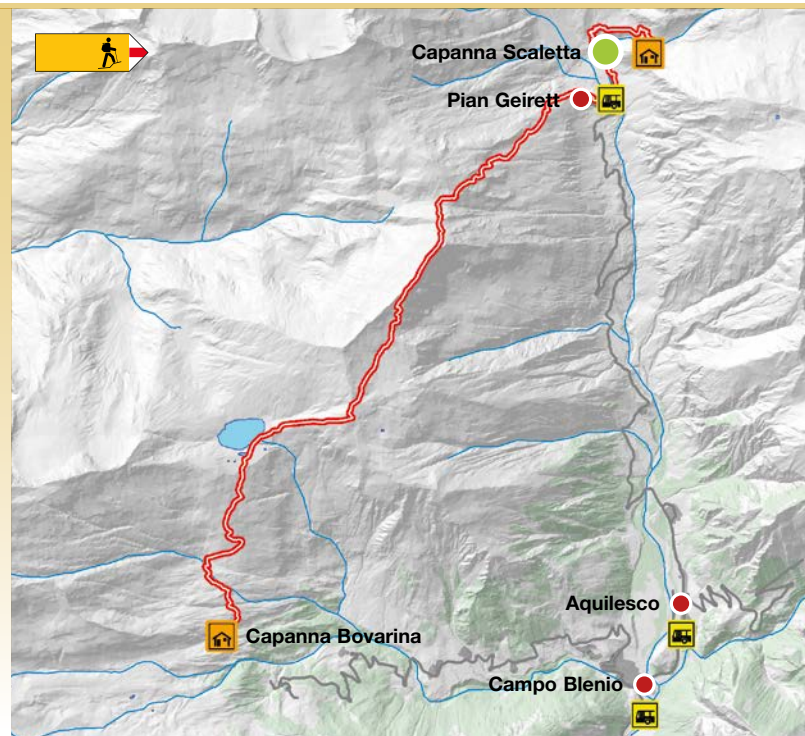 Capanna Scaletta
Pian Geirett
Aquilesco
Capanna Bovarina
Campo Blenio